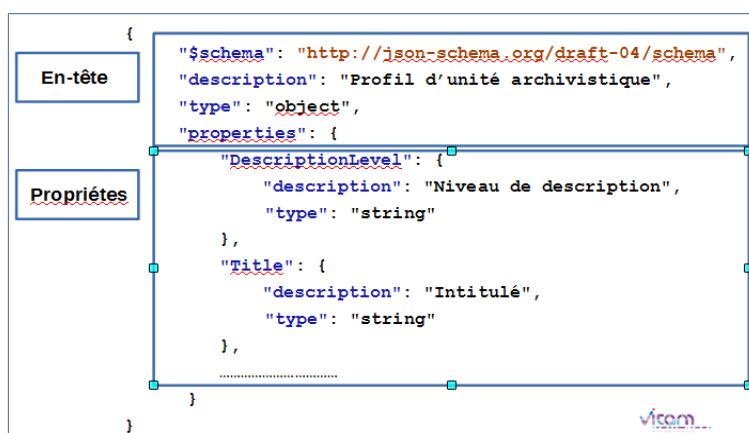 {
En-tête
"$schema": "http://json-schema.org/draft-04/schema",
"description": "Profil d’unité archivistique",
"type": "object",
"properties": {
Propriétes
"DescriptionLevel": {
"description": "Niveau de description",
"type": "string"
},
"Title": {
"description": "Intitulé",
"type": "string"
},
.................................
}
}
vitam